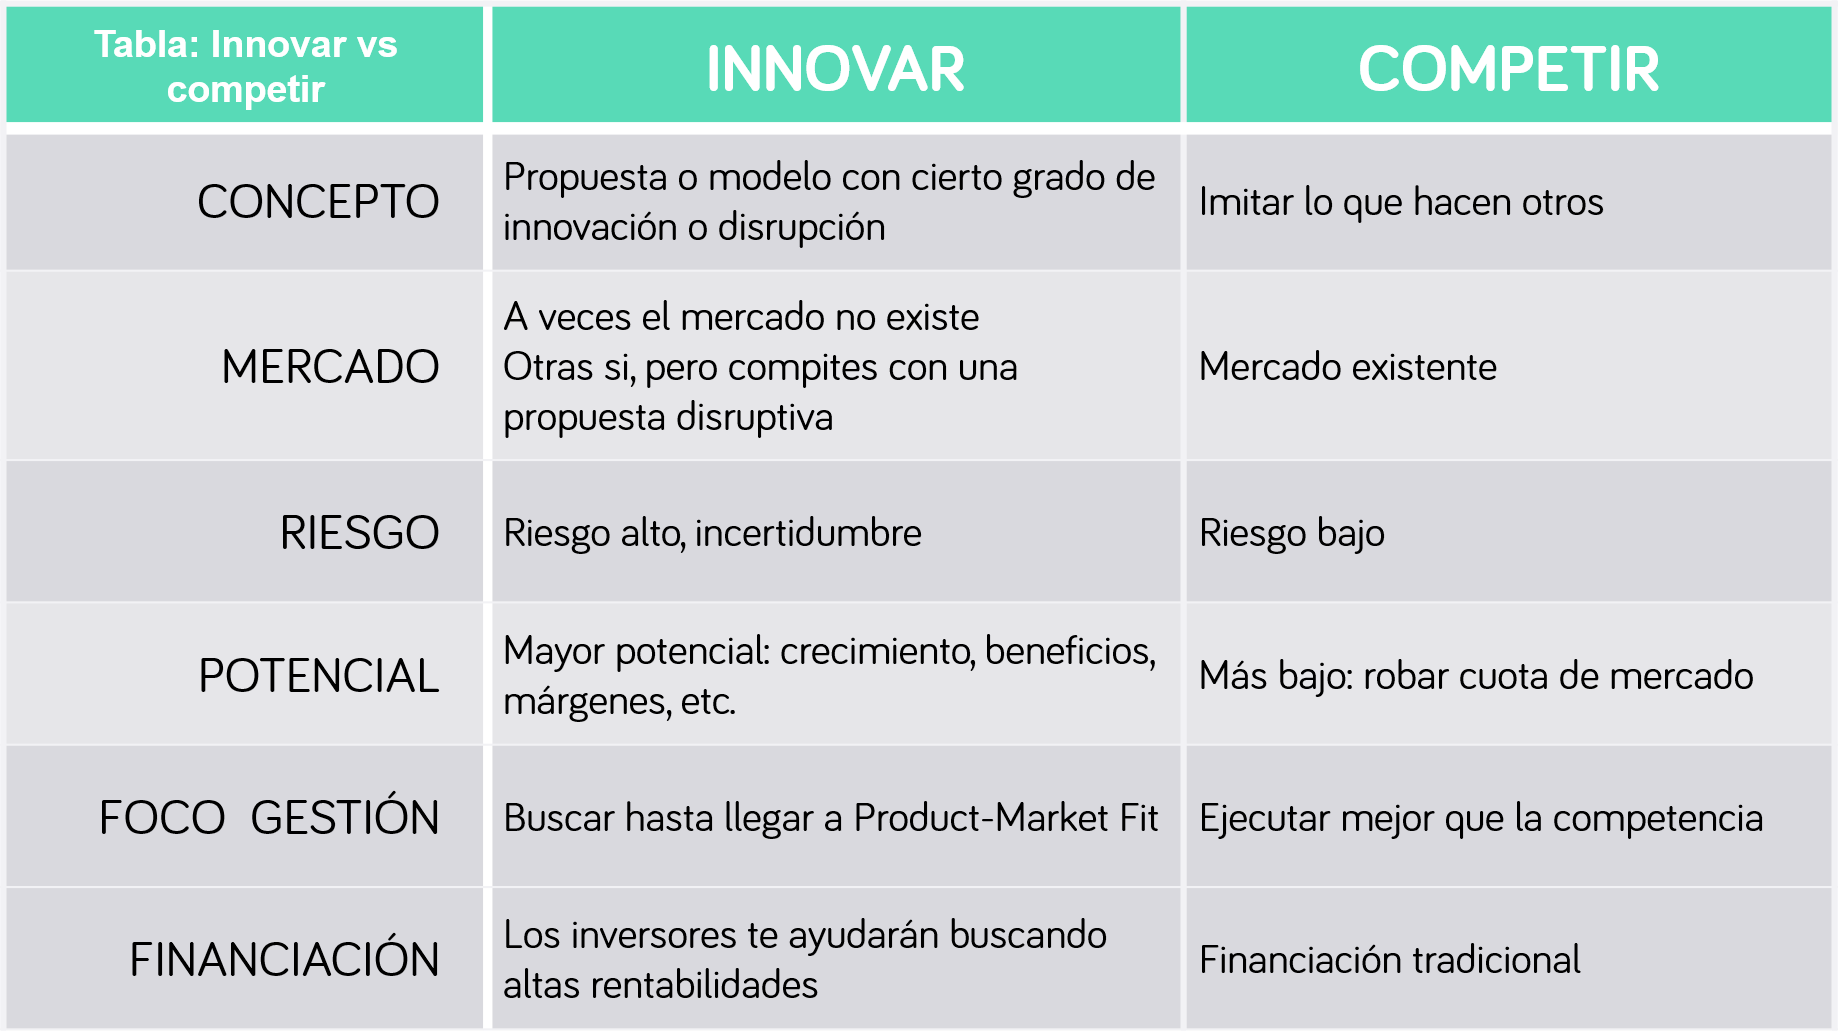 Tabla: Innovar vs
competir
INNOVAR
COMPETIR
CONCEPTO
Propuesta o modelo con cierto grado de
innovación o disrupción
Imitar lo que hacen otros
MERCADO
A veces el mercado no existe
Otras si, pero compites con una
propuesta disruptiva
Mercado existente
RIESGO
Riesgo alto, incertidumbre
Riesgo bajo
POTENCIAL
Mayor potencial: crecimiento, beneficios,
márgenes, etc.
Más bajo: robar cuota de mercado
FOCO GESTIÓN
Buscar hasta llegar a Product-Market Fit
Ejecutar mejor que la competencia
FINANCIACIÓN
Los inversores te ayudarán buscando
altas rentabilidades
Financiación tradicional